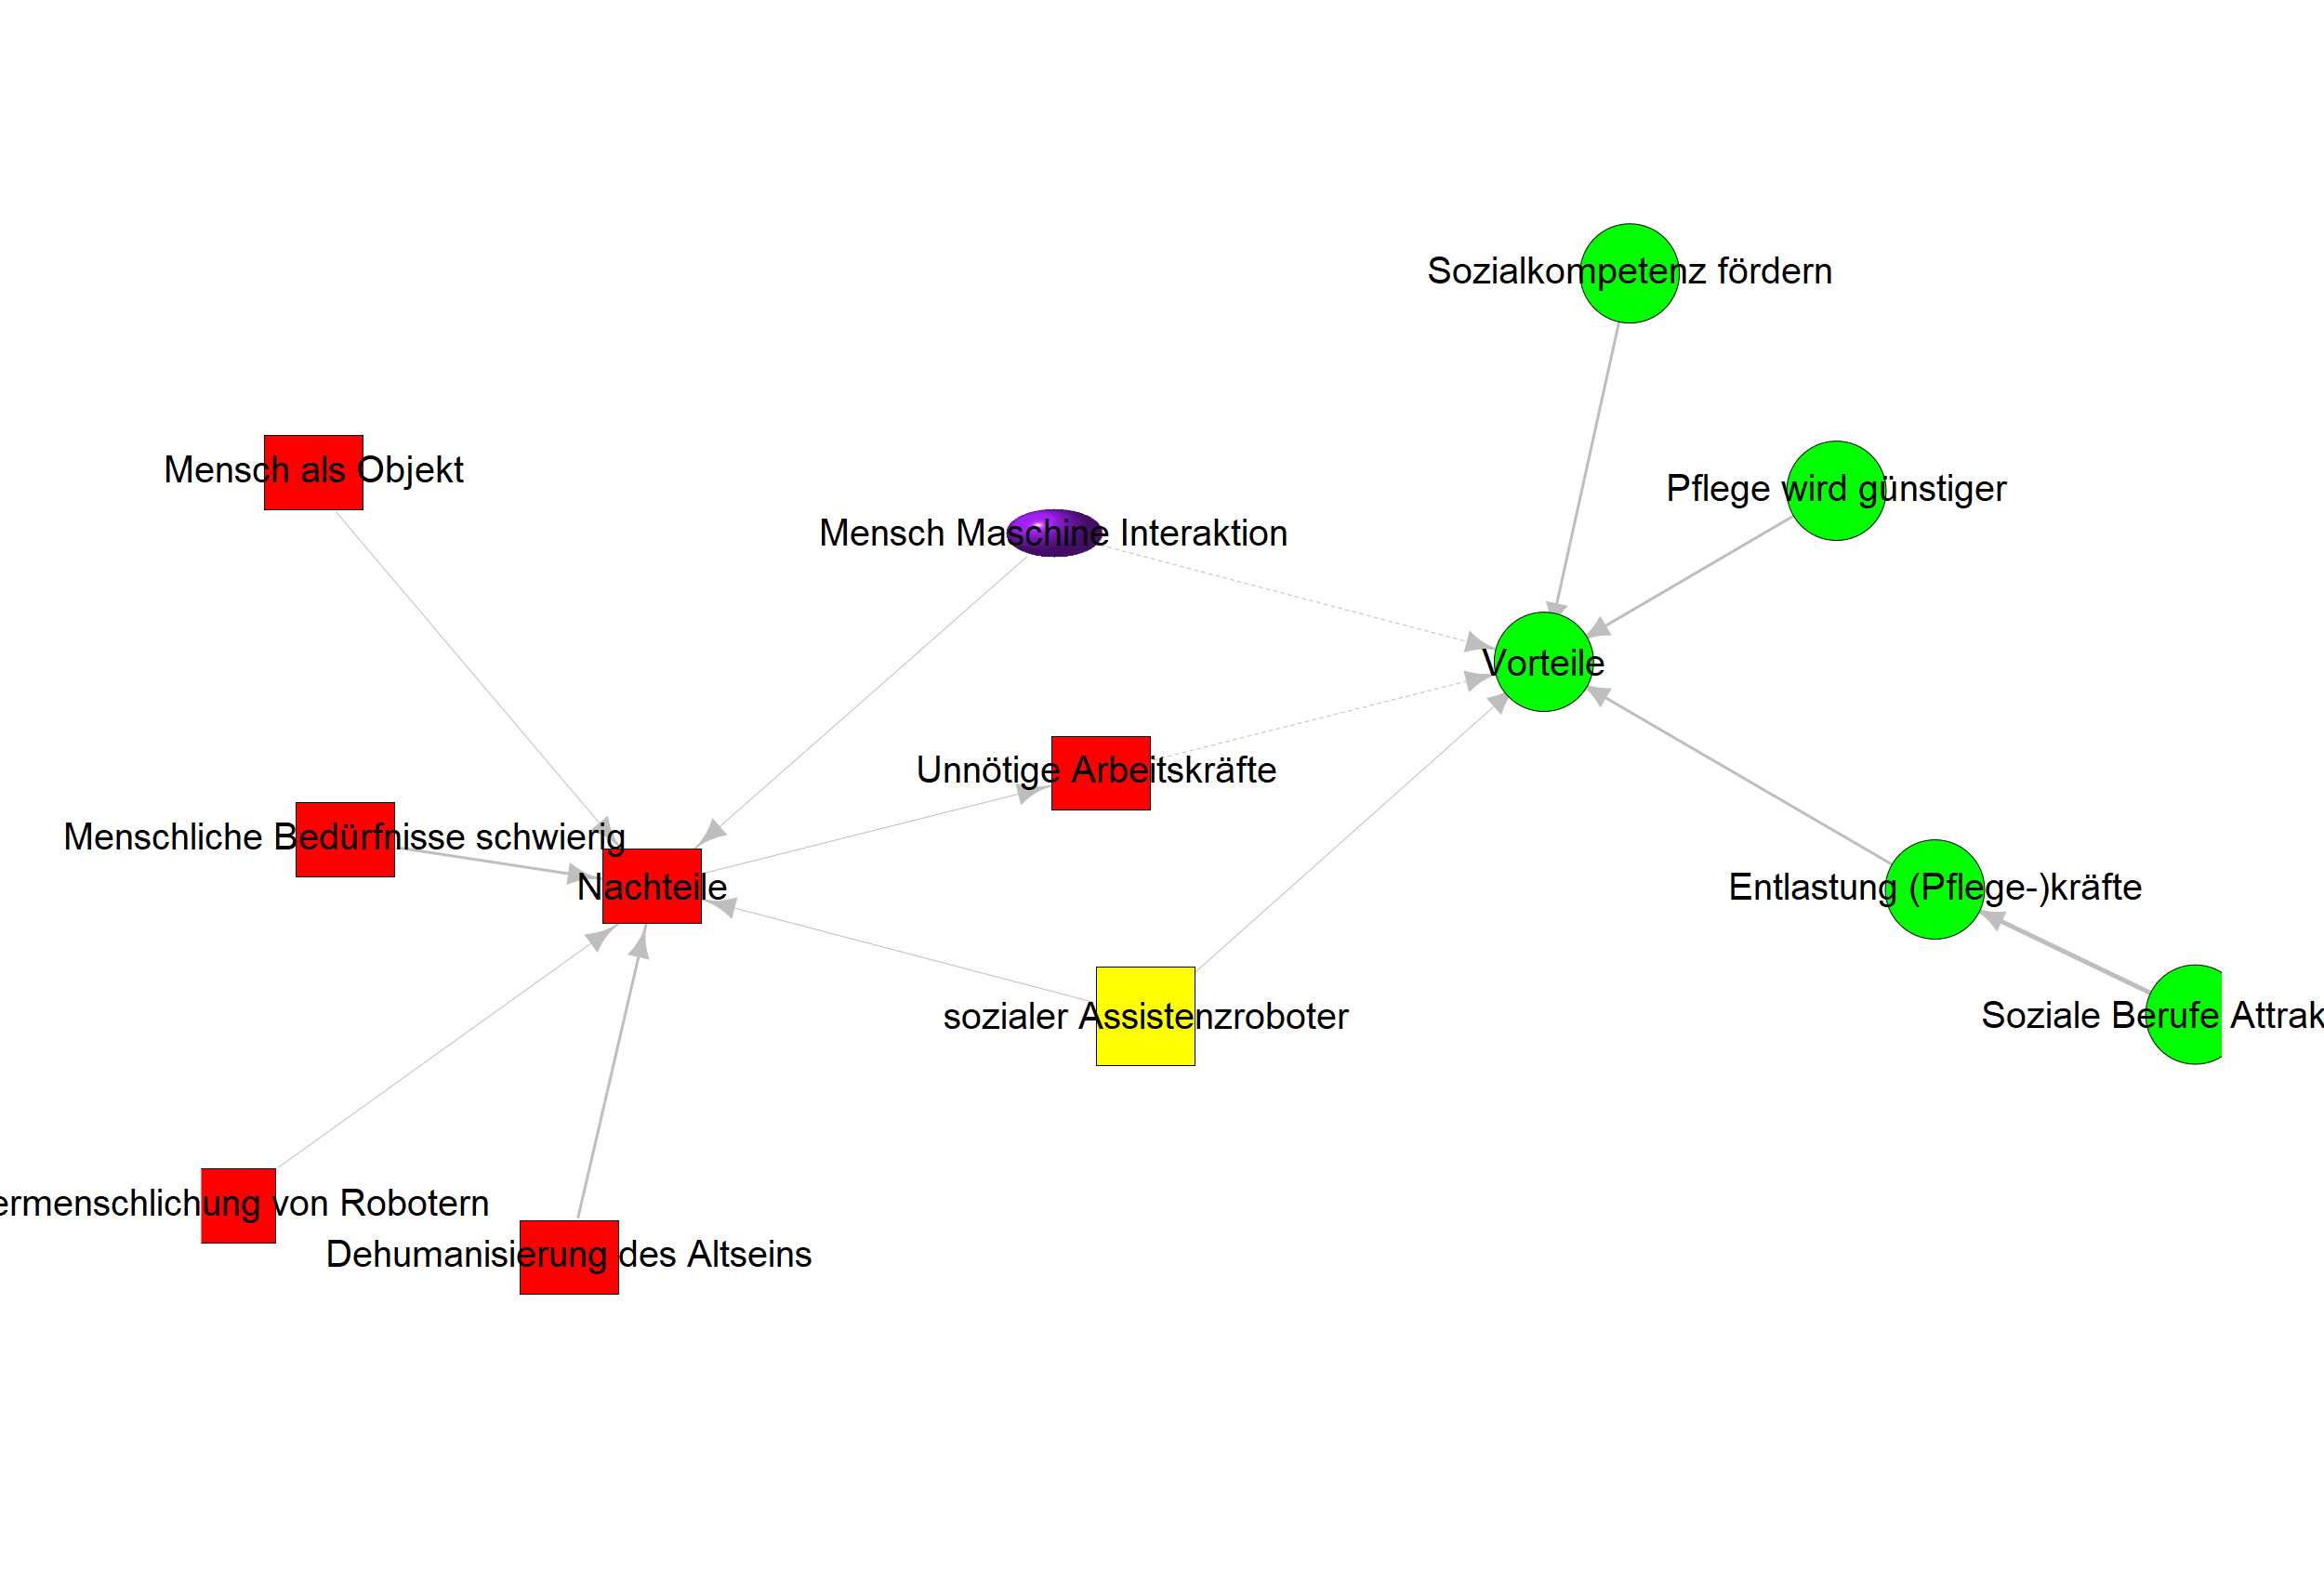 Sozialkompetenz fördern
Mensch als Objekt
Pflege wird günstiger
Mensch Maschine Interaktion
Vorteile
Unnötige Arbeitskräfte
Menschliche Bedürfnisse schwierig
Nachteile
Entlastung (Pflege-)kräfte
sozialer Assistenzroboter
Soziale Berufe Attrak
ermenschlichung von Robotern
Dehumanisierung des Altseins